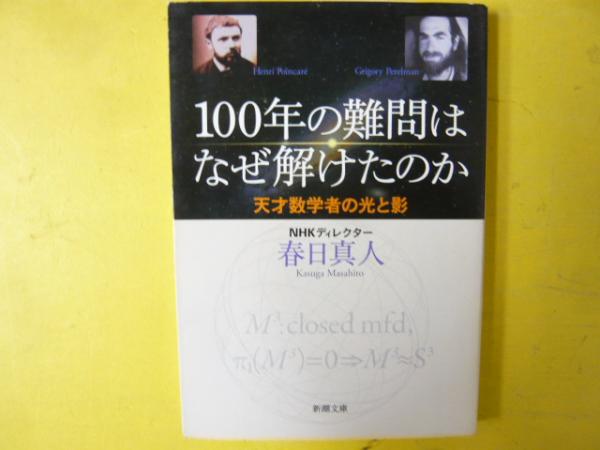 Henri Poincaré
Grigory Perelman
100年の難問は
なぜ解けたのか
天才数学者の光と影
NHKディレクター
春日真人
Kasuga Masahito
M³: closed mfd,
π₁(M³)=0⇒M³≈S³
新潮文庫